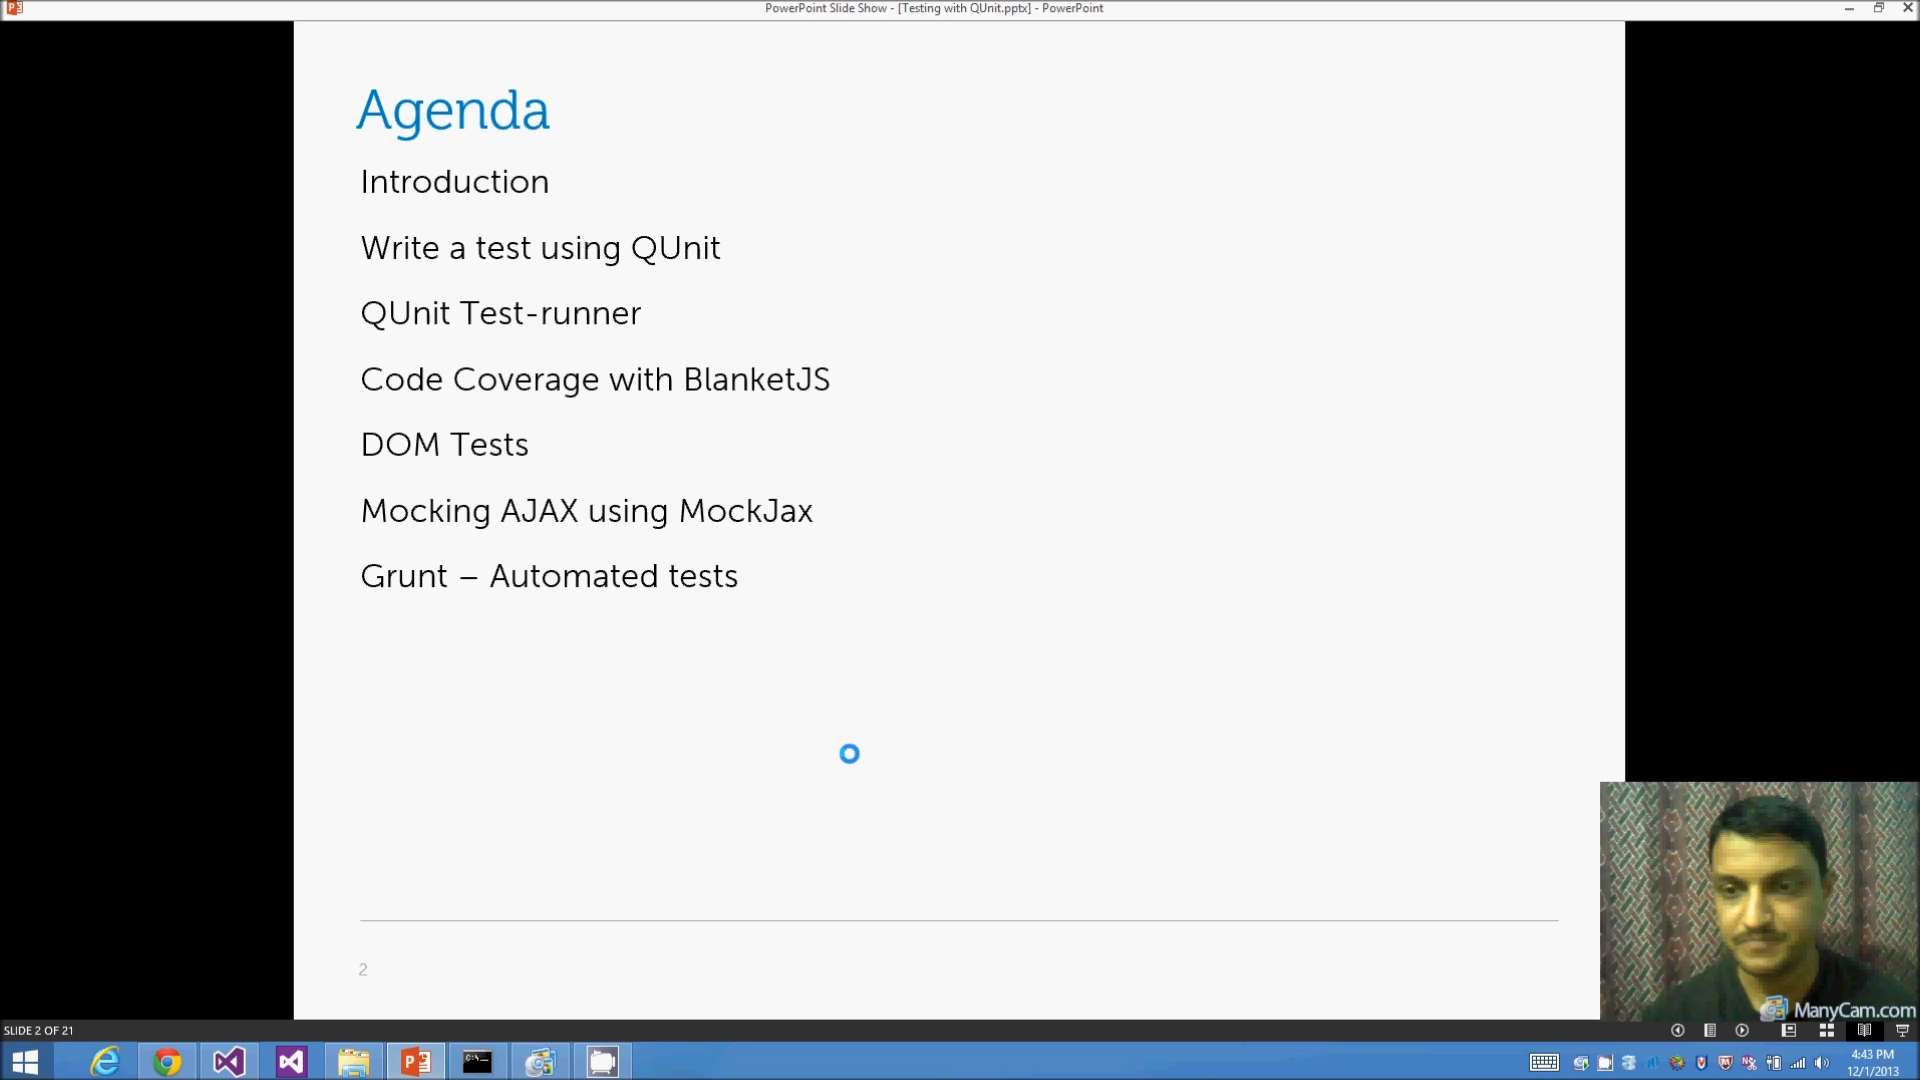 PowerPoint Slide Show - [Testing with QUnit.pptx] - PowerPoint
Agenda
Introduction
Write a test using QUnit
QUnit Test-runner
Code Coverage with BlanketJS
DOM Tests
Mocking AJAX using MockJax
Grunt – Automated tests
2
ManyCam.com
SLIDE 2 OF 21
4:43 PM
12/1/2013